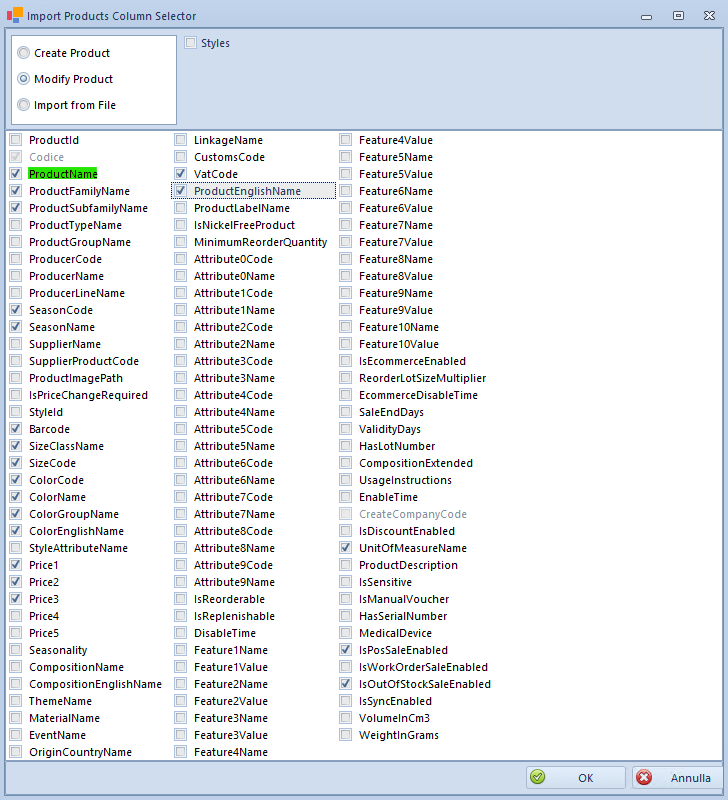 Import Products Column Selector
Create Product
Modify Product
Import from File
Styles
ProductId
Codice
ProductName
ProductFamilyName
ProductSubfamilyName
ProductTypeName
ProductGroupName
ProducerCode
ProducerName
ProducerLineName
SeasonCode
SeasonName
SupplierName
SupplierProductCode
ProductImagePath
IsPriceChangeRequired
StyleId
Barcode
SizeClassName
SizeCode
ColorCode
ColorName
ColorGroupName
ColorEnglishName
StyleAttributeName
Price1
Price2
Price3
Price4
Price5
Seasonality
CompositionName
CompositionEnglishName
ThemeName
MaterialName
EventName
OriginCountryName
LinkageName
CustomsCode
VatCode
ProductEnglishName
ProductLabelName
IsNickelFreeProduct
MinimumReorderQuantity
Attribute0Code
Attribute0Name
Attribute1Code
Attribute1Name
Attribute2Code
Attribute2Name
Attribute3Code
Attribute3Name
Attribute4Code
Attribute4Name
Attribute5Code
Attribute5Name
Attribute6Code
Attribute6Name
Attribute7Code
Attribute7Name
Attribute8Code
Attribute8Name
Attribute9Code
Attribute9Name
IsReorderable
IsReplenishable
DisableTime
Feature1Name
Feature1Value
Feature2Name
Feature2Value
Feature3Name
Feature3Value
Feature4Name
Feature4Value
Feature5Name
Feature5Value
Feature6Name
Feature6Value
Feature7Name
Feature7Value
Feature8Name
Feature8Value
Feature9Name
Feature9Value
Feature10Name
Feature10Value
IsEcommerceEnabled
ReorderLotSizeMultiplier
EcommerceDisableTime
SaleEndDays
ValidityDays
HasLotNumber
CompositionExtended
UsageInstructions
EnableTime
CreateCompanyCode
IsDiscountEnabled
UnitOfMeasureName
ProductDescription
IsSensitive
IsManualVoucher
HasSerialNumber
MedicalDevice
IsPosSaleEnabled
IsWorkOrderSaleEnabled
IsOutOfStockSaleEnabled
IsSyncEnabled
VolumeInCm3
WeightInGrams
OK
Annulla